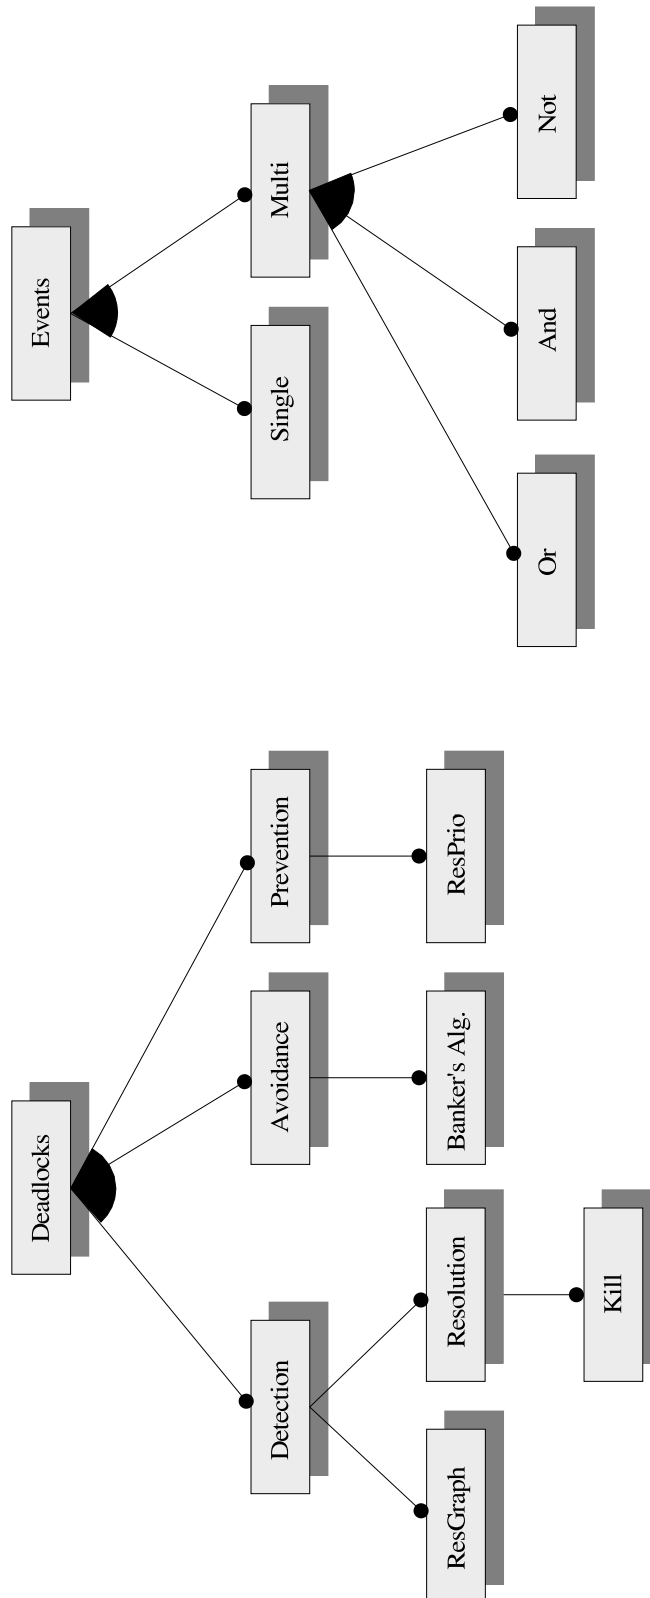 Deadlocks
Events
Detection
Avoidance
Prevention
Single
Multi
ResGraph
Resolution
Banker's Alg.
ResPrio
Or
And
Not
Kill